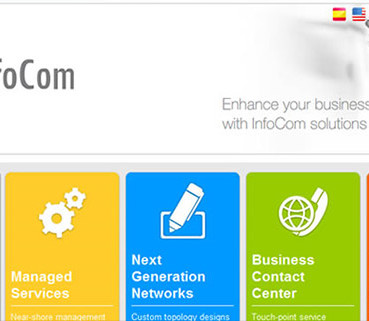 foCom
Enhance your business
with InfoCom solutions
Managed
Services
Near-shore management
Next
Generation
Networks
Custom topology designs
Business
Contact
Center
Touch-point service